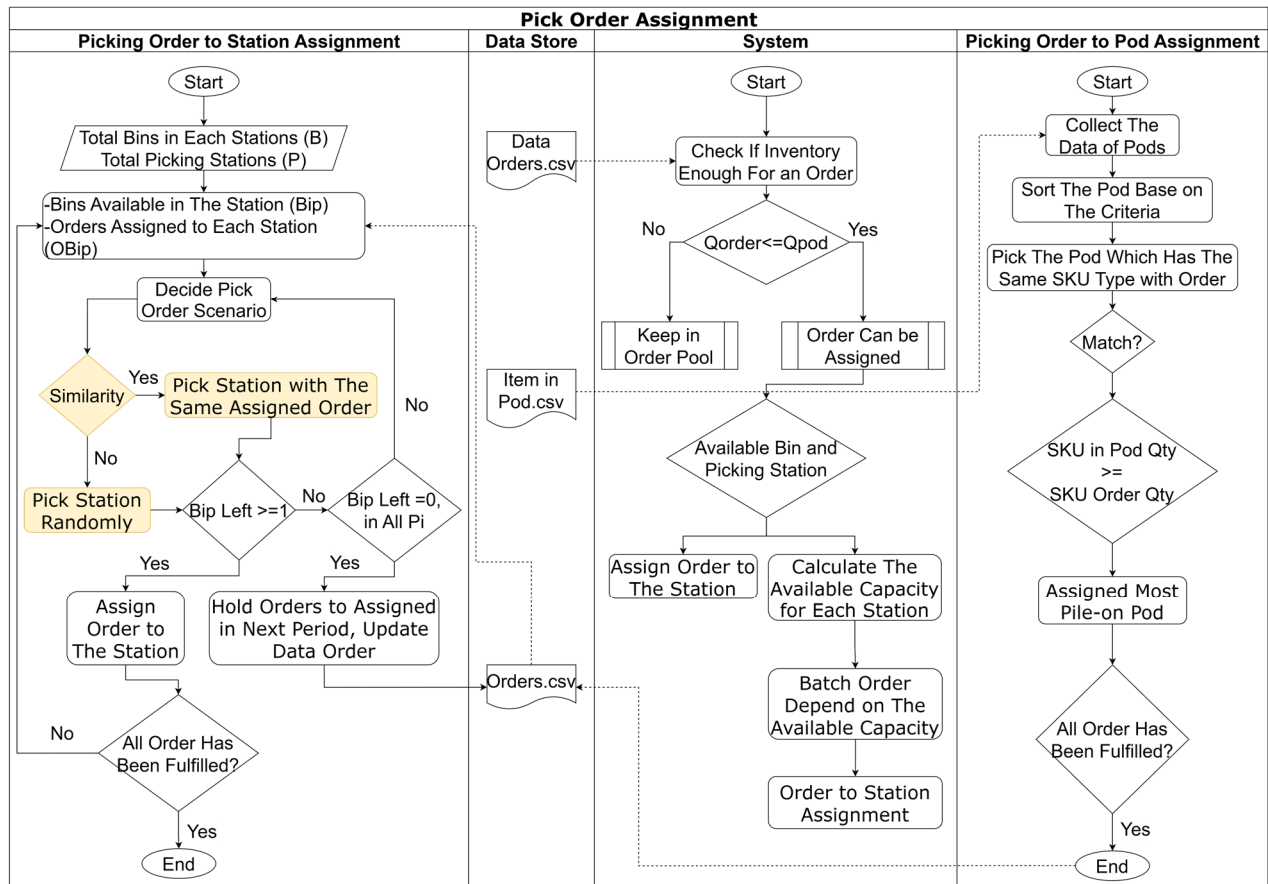 Pick Order Assignment
Picking Order to Station Assignment
Data Store
System
Picking Order to Pod Assignment
Start
Total Bins in Each Stations (B)
Total Picking Stations (P)
-Bins Available in The Station (Bip)
-Orders Assigned to Each Station
(OBip)
Decide Pick
Order Scenario
Similarity
Yes
Pick Station with The
Same Assigned Order
No
No
Pick Station
Randomly
Bip Left >=1
No
Bip Left =0,
in All Pi
Yes
Yes
Assign
Order to
The Station
Hold Orders to Assigned
in Next Period, Update
Data Order
No
All Order Has
Been Fulfilled?
Yes
End
Data
Orders.csv
Item in
Pod.csv
Orders.csv
Start
Check If Inventory
Enough For an Order
No
Qorder<=Qpod
Yes
Keep in
Order Pool
Order Can be
Assigned
Available Bin and
Picking Station
Assign Order to
The Station
Calculate The
Available Capacity
for Each Station
Batch Order
Depend on The
Available Capacity
Order to Station
Assignment
Start
Collect The
Data of Pods
Sort The Pod Base on
The Criteria
Pick The Pod Which Has The
Same SKU Type with Order
Match?
SKU in Pod Qty
>=
SKU Order Qty
Assigned Most
Pile-on Pod
All Order Has
Been Fulfilled?
Yes
End